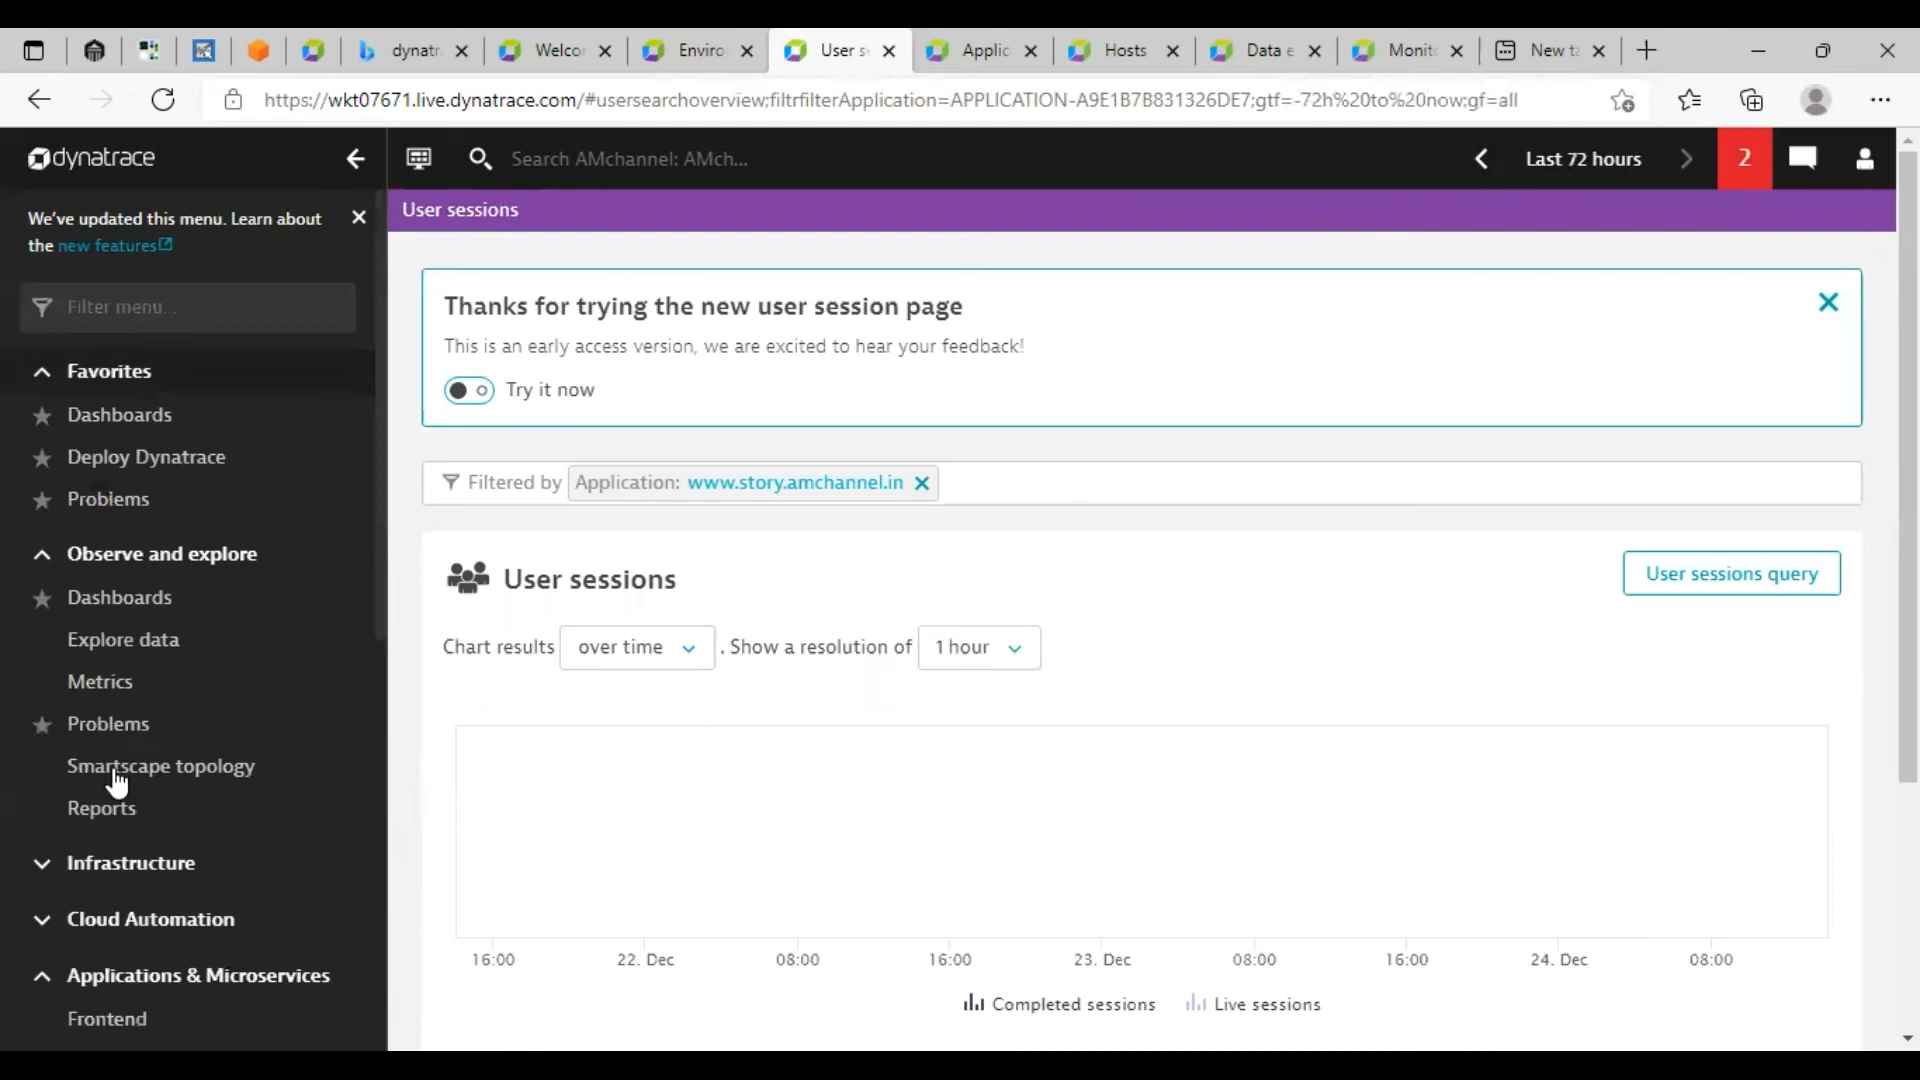 dynatr
Welco
Enviro
User s
Applic
Hosts
Data e
Monit
New t
https://wkt07671.live.dynatrace.com/#usersearchoverview;filtrfilterApplication=APPLICATION-A9E1B7B831326DE7;gtf=-72h%20to%20now;gf=all
dynatrace
Search AMchannel: AMch...
Last 72 hours
2
We've updated this menu. Learn about
the new features
Filter menu...
Favorites
Dashboards
Deploy Dynatrace
Problems
Observe and explore
Dashboards
Explore data
Metrics
Problems
Smartscape topology
Reports
Infrastructure
Cloud Automation
Applications & Microservices
Frontend
User sessions
Thanks for trying the new user session page
This is an early access version, we are excited to hear your feedback!
Try it now
Filtered by Application: www.story.amchannel.in
User sessions
User sessions query
Chart results over time . Show a resolution of 1 hour
16:00 22. Dec 08:00 16:00 23. Dec 08:00 16:00 24. Dec 08:00
Completed sessions Live sessions